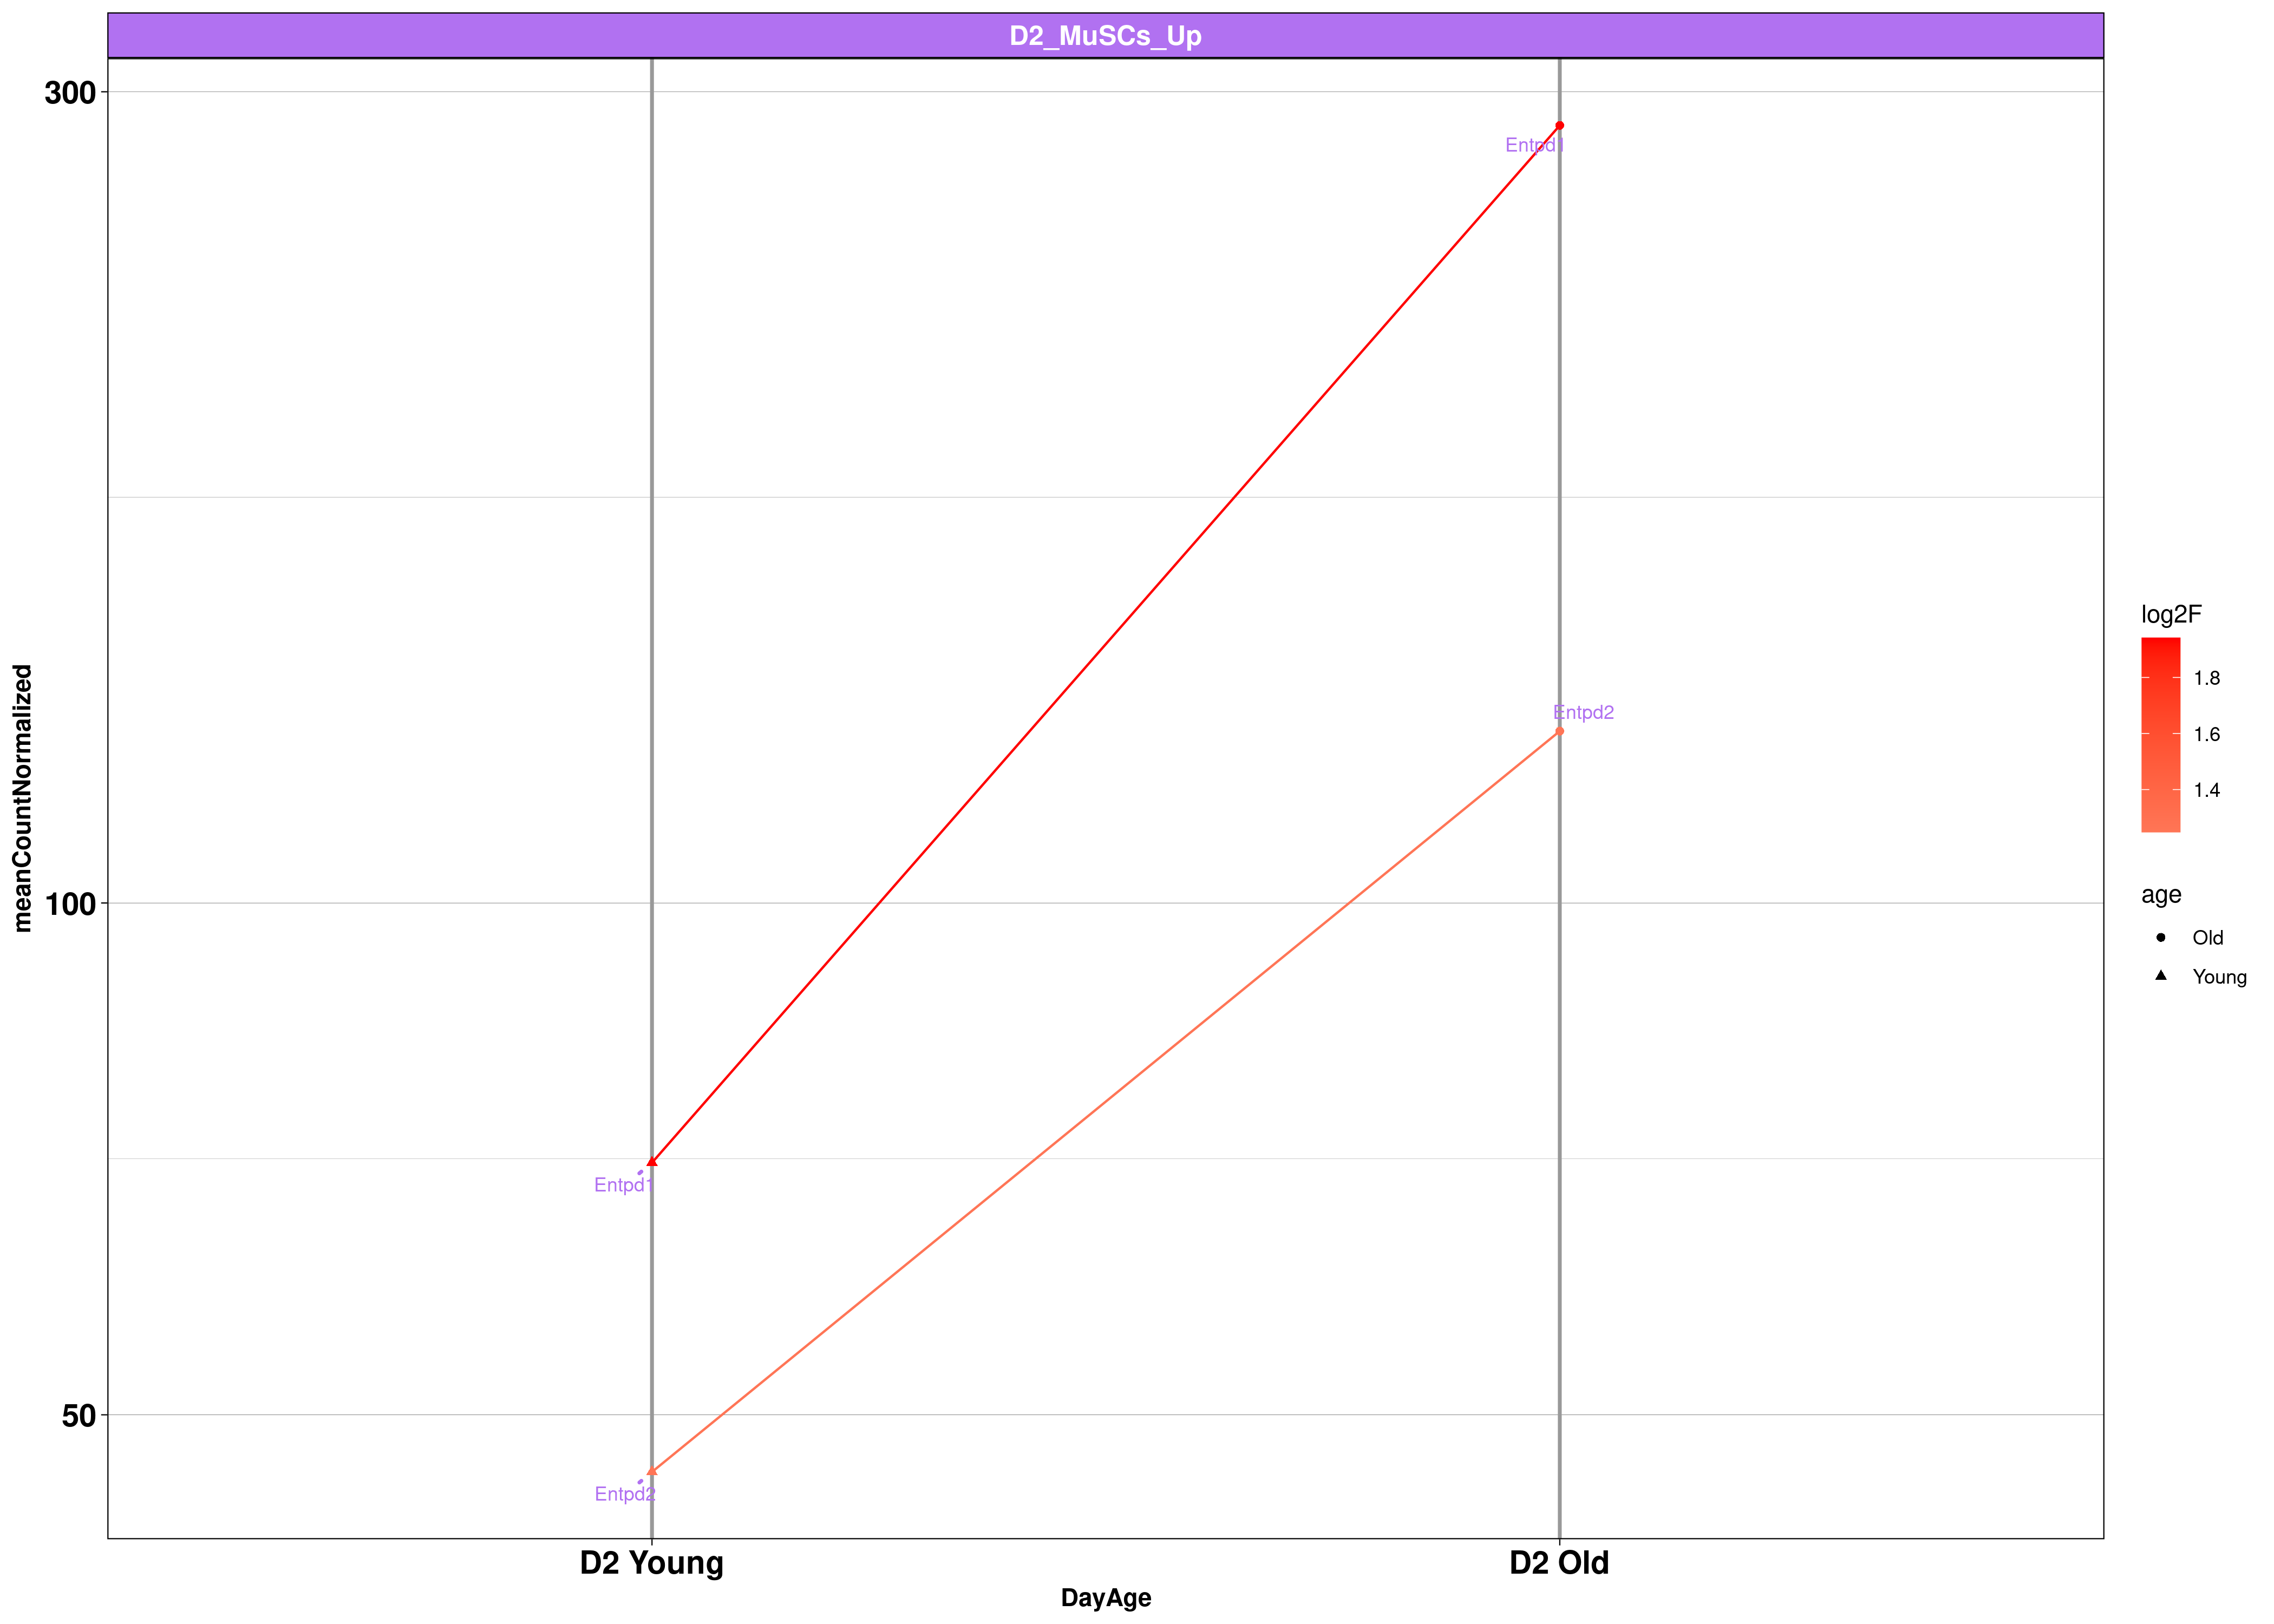 D2_MuSCs_Up
300
100
50
meanCountNormalized
Entpd1
Entpd2
Entpd1
Entpd2
D2 Young
D2 Old
DayAge
log2F
1.8
1.6
1.4
age
Old
Young